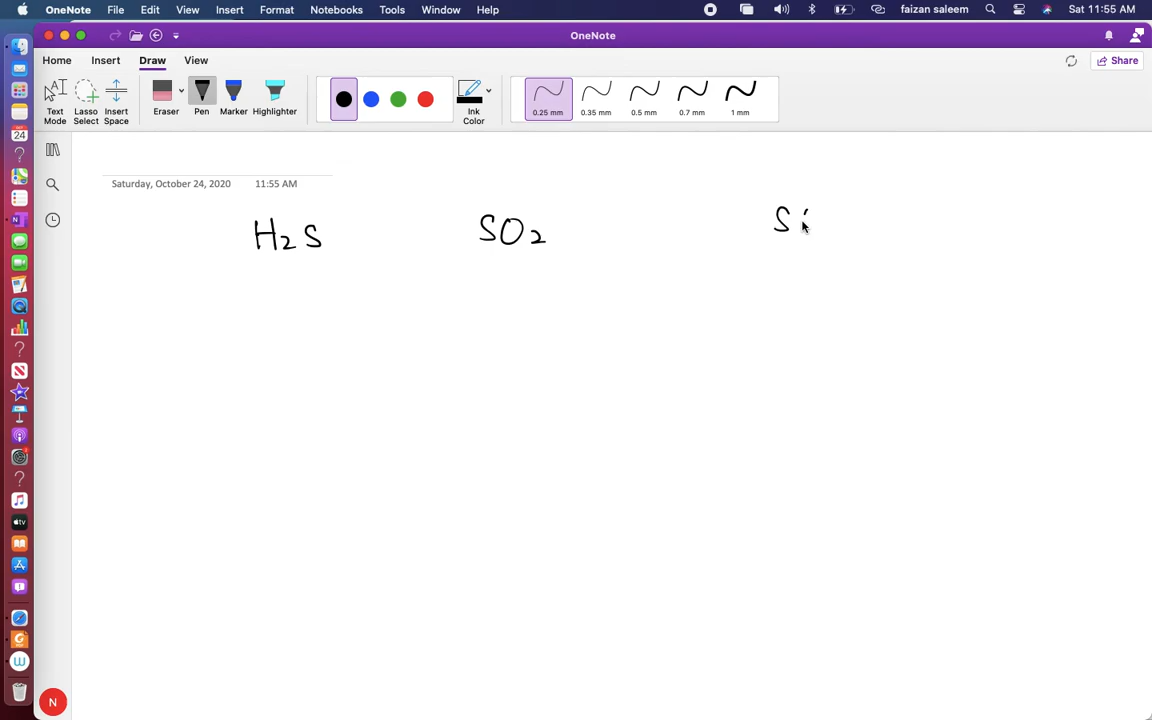 OneNote File Edit View Insert Format Notebooks Tools Window Help faizan saleem Sat 11:55 AM
OneNote
Home Insert Draw View Share
Text Mode Lasso Select Insert Space Eraser Pen Marker Highlighter Ink Color 0.25 mm 0.35 mm 0.5 mm 0.7 mm 1 mm
Saturday, October 24, 2020 11:55 AM
H₂S SO₂ Si
24
tv
W
N